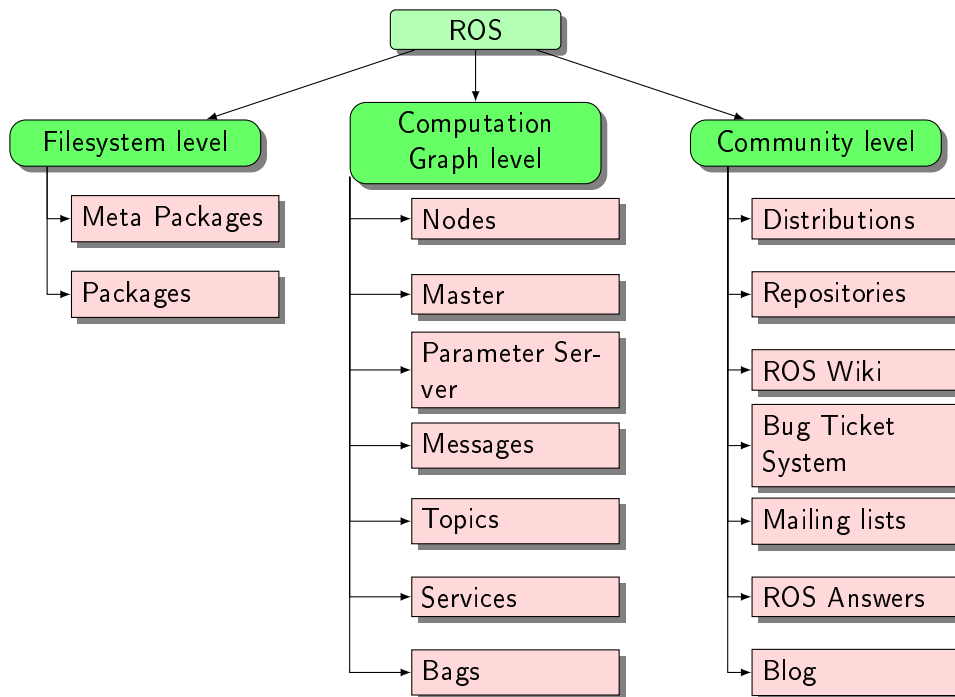 ROS
Filesystem level
Meta Packages
Packages
Computation
Graph level
Nodes
Master
Parameter Ser-
ver
Messages
Topics
Services
Bags
Community level
Distributions
Repositories
ROS Wiki
Bug Ticket
System
Mailing lists
ROS Answers
Blog